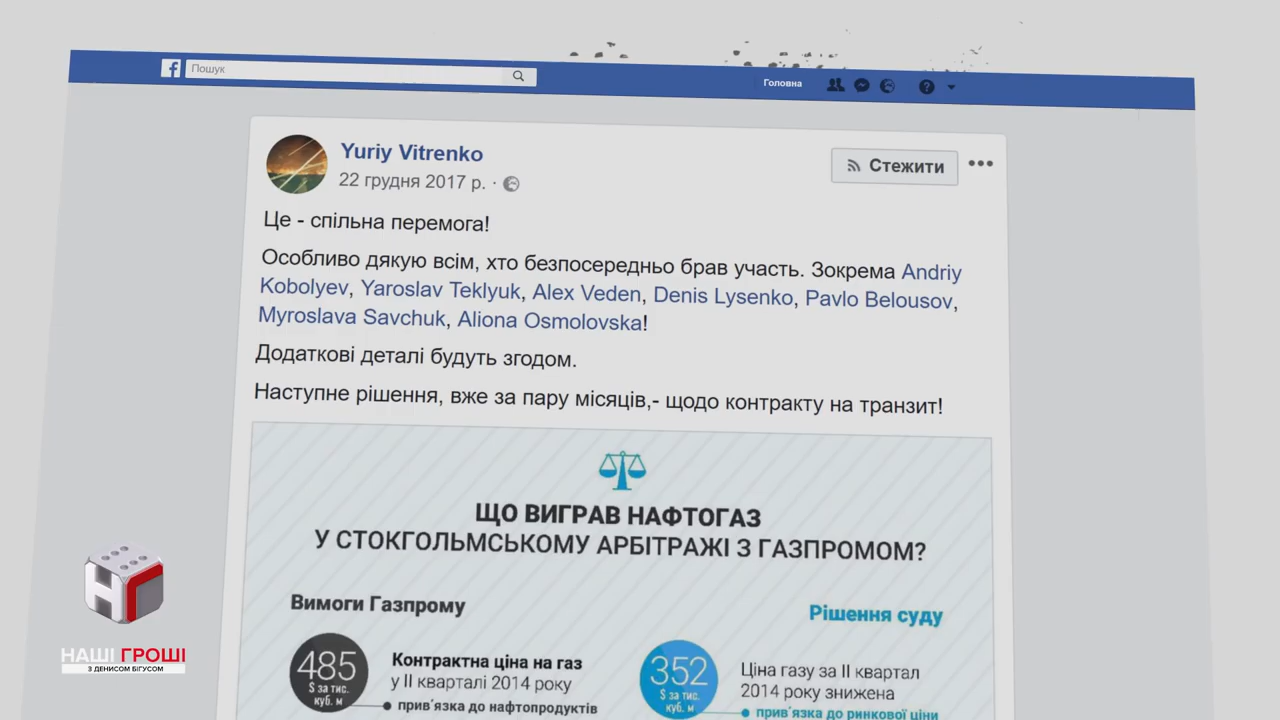 Пошук
Головна
Yuriy Vitrenko
22 грудня 2017 р. ·
Стежити
Це - спільна перемога!
Особливо дякую всім, хто безпосередньо брав участь. Зокрема Andriy
Kobolyev, Yaroslav Teklyuk, Alex Veden, Denis Lysenko, Pavlo Belousov,
Myroslava Savchuk, Aliona Osmolovska!
Додаткові деталі будуть згодом.
Наступне рішення, вже за пару місяців,- щодо контракту на транзит!
ЩО ВИГРАВ НАФТОГАЗ
У СТОКГОЛЬМСЬКОМУ АРБІТРАЖІ З ГАЗПРОМОМ?
Вимоги Газпрому
485
$ за тис.
куб. м
Контрактна ціна на газ
у II кварталі 2014 року
прив'язка до нафтопродуктів
Рішення суду
352
$ за тис.
куб. м
Ціна газу за II квартал
2014 року знижена
прив'язка до ринкової ціни
НАШІ ГРОШІ
З ДЕНИСОМ БІГУСОМ